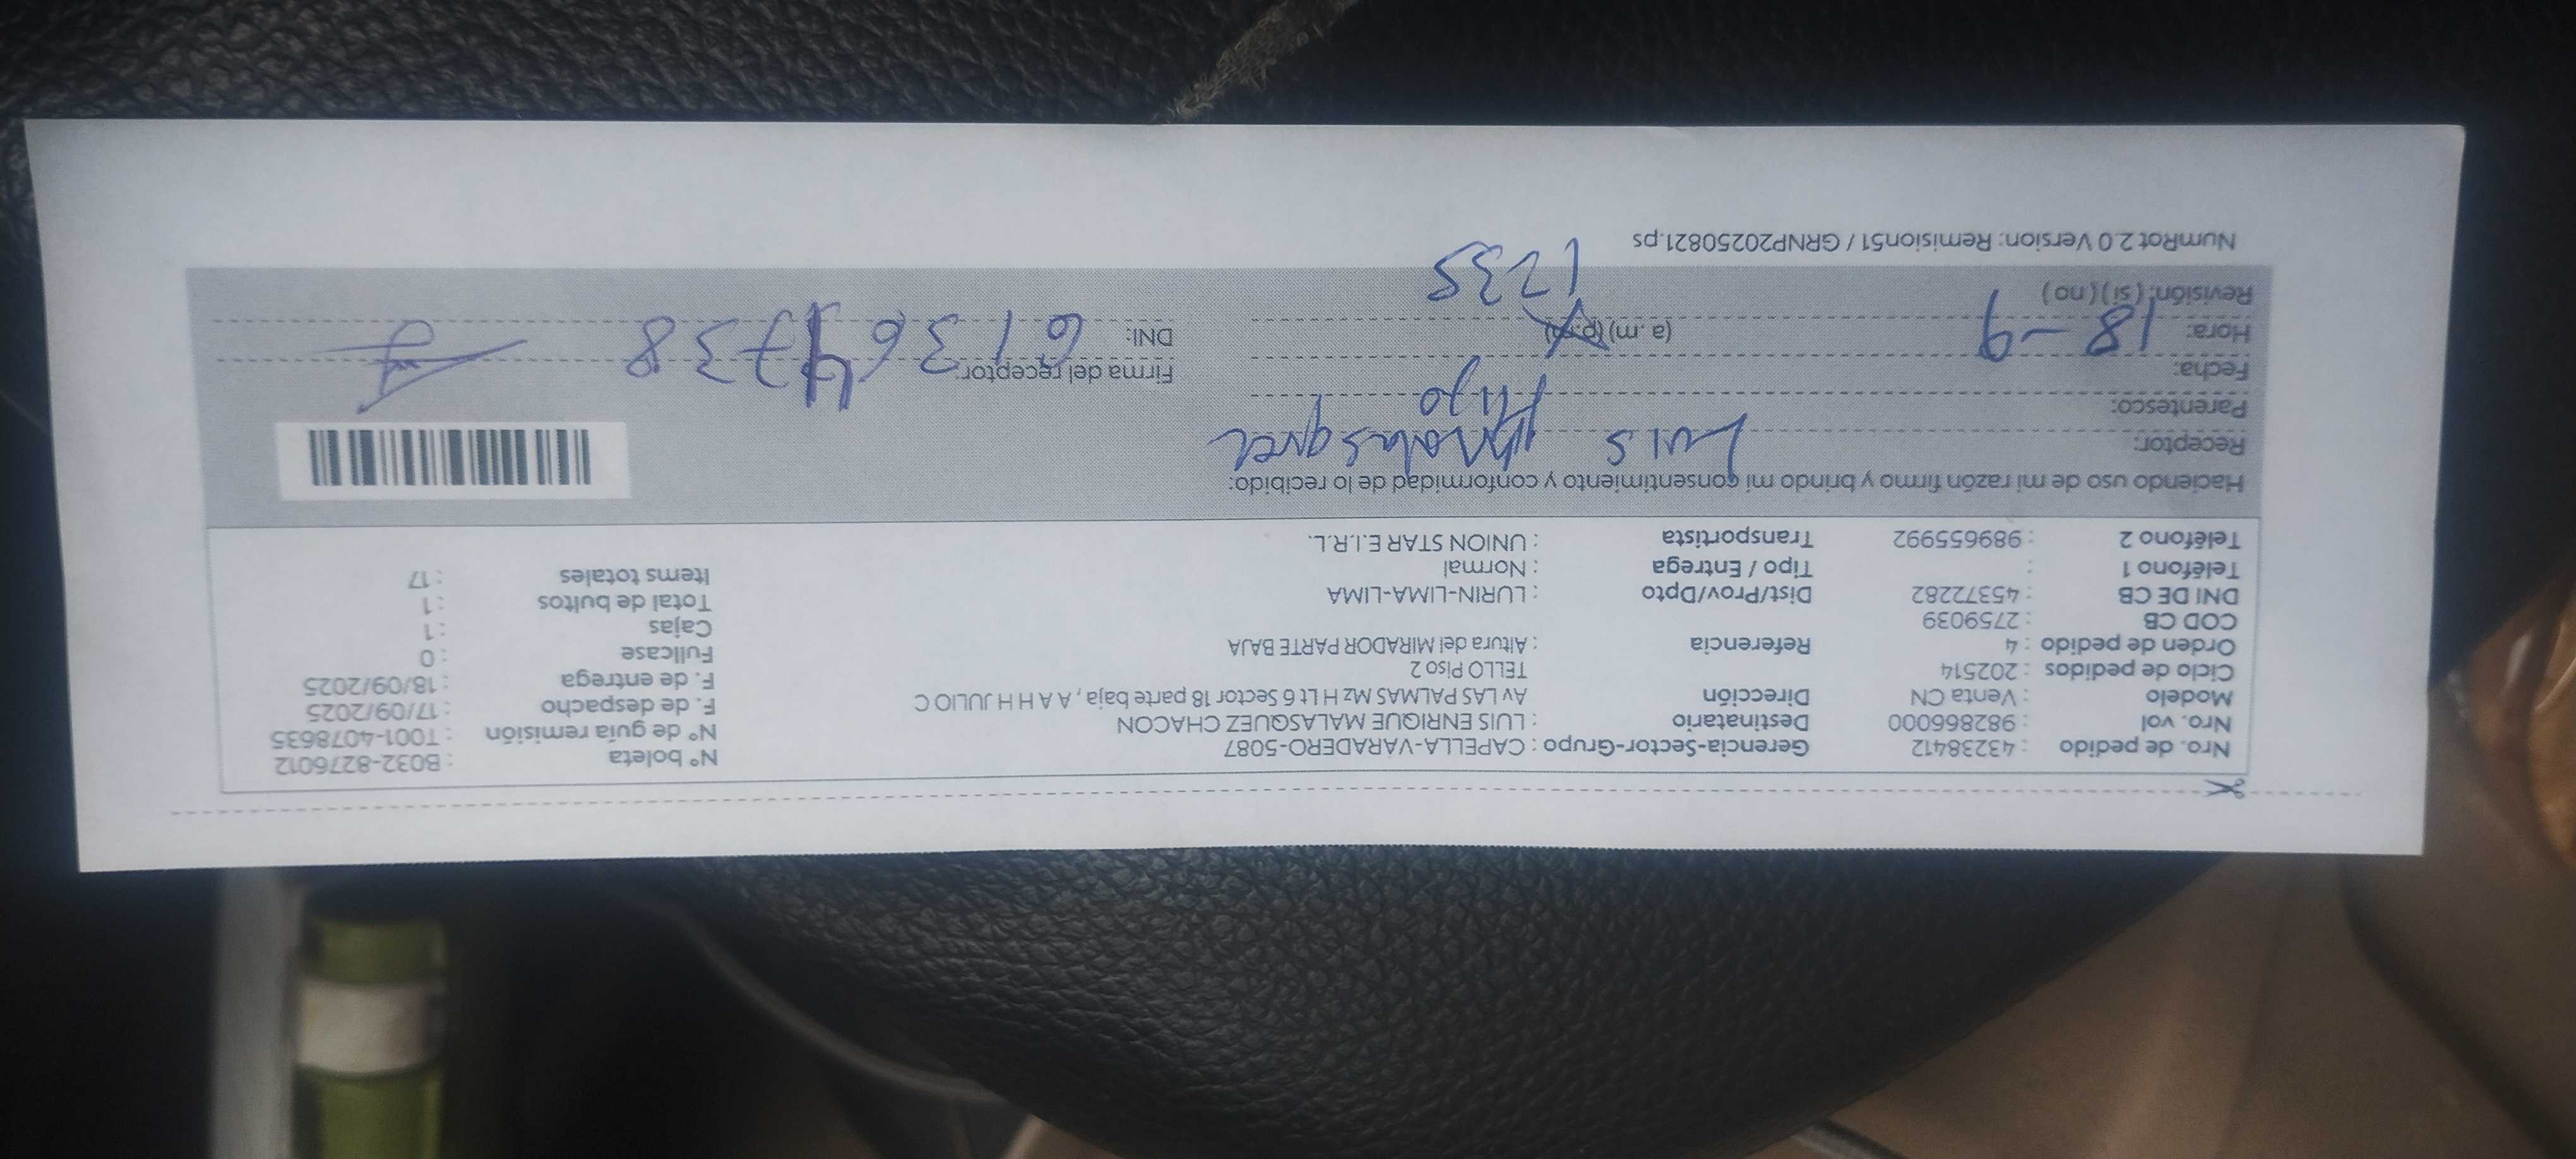 Nro. de pedido : 43238412 Gerencia-Sector-Grupo : CAPELLA-VARADERO-5087 N° boleta : B032-8276012
Nro. vol : 982866000 Destinatario : LUIS ENRIQUE MALASQUEZ CHACON N° de guía remisión : T001-4078635
Modelo : Venta CN Dirección Av LAS PALMAS Mz H Lt 6 Sector 18 parte baja , A A H H JULIO C F. de despacho : 17/09/2025
Ciclo de pedidos : 202514 TELLO Piso 2 F. de entrega : 18/09/2025
Orden de pedido : 4 Referencia : Altura del MIRADOR PARTE BAJA Fullcase : 0
COD CB : 2759039 Cajas : 1
DNI DE CB : 45372282 Dist/Prov/Dpto : LURIN-LIMA-LIMA Total de bultos : 1
Teléfono 1 : Tipo / Entrega : Normal Items totales : 17
Teléfono 2 : 989655992 Transportista : UNION STAR E.I.R.L.
Haciendo uso de mi razón firmo y brindo mi consentimiento y conformidad de lo recibido:
Receptor: Luis Malasquez
Parentesco: Hijo
Fecha: Firma del receptor:
Hora: 18-9 (a.m) (p.m) DNI: 61364738
Revisión: ( si ) ( no ) 1235
NumRot 2.0 Version: Remision51 / GRNP20250821.ps